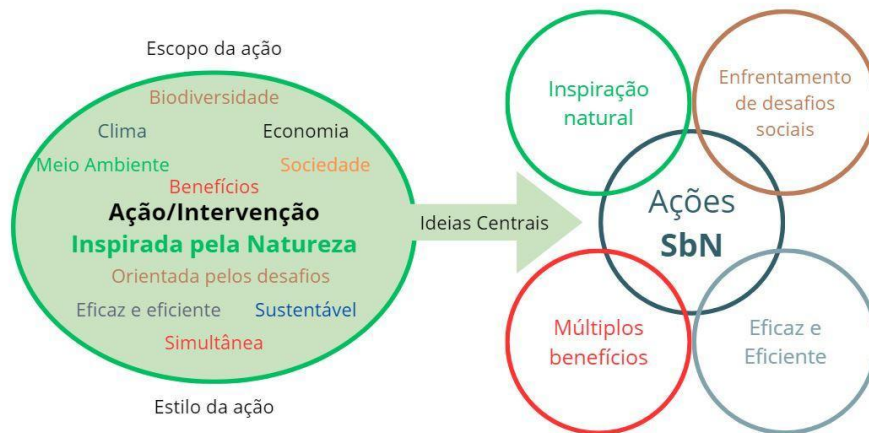 Escopo da ação
Biodiversidade
Clima
Economia
Meio Ambiente
Sociedade
Benefícios
Ação/Intervenção
Inspirada pela Natureza
Orientada pelos desafios
Eficaz e eficiente
Sustentável
Simultânea
Estilo da ação
Ideias Centrais
Inspiração
natural
Enfrentamento
de desafios
sociais
Ações
SbN
Múltiplos
benefícios
Eficaz e
Eficiente